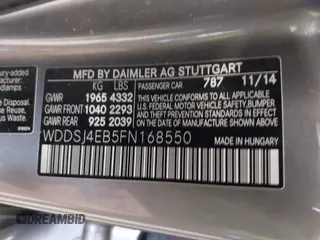 MFD BY DAIMLER AG STUTTGART
KG LBS
PASSENGER CAR 787 11/14
GVWR 1965 4332
GAWR FRONT 1040 2293
GAWR REAR 925 2039
THIS VEHICLE CONFORMS TO ALL APPLICABLE
U.S. FEDERAL MOTOR VEHICLE SAFETY,
BUMPER, AND THEFT PREVENTION STANDARDS
IN EFFECT ON THE DATE OF
MANUFACTURE SHOWN ABOVE.
WDDSJ4EB5FN168550
MADE IN HUNGARY
DREAMBID